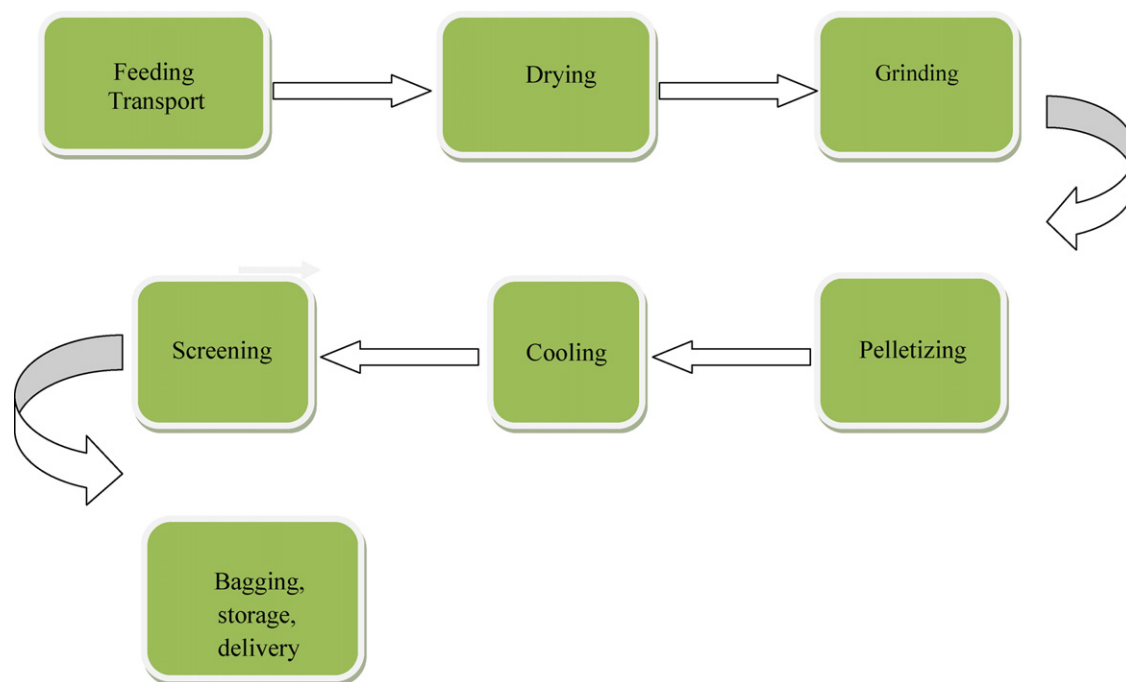 Feeding
Transport
Drying
Grinding
Screening
Cooling
Pelletizing
Bagging,
storage,
delivery